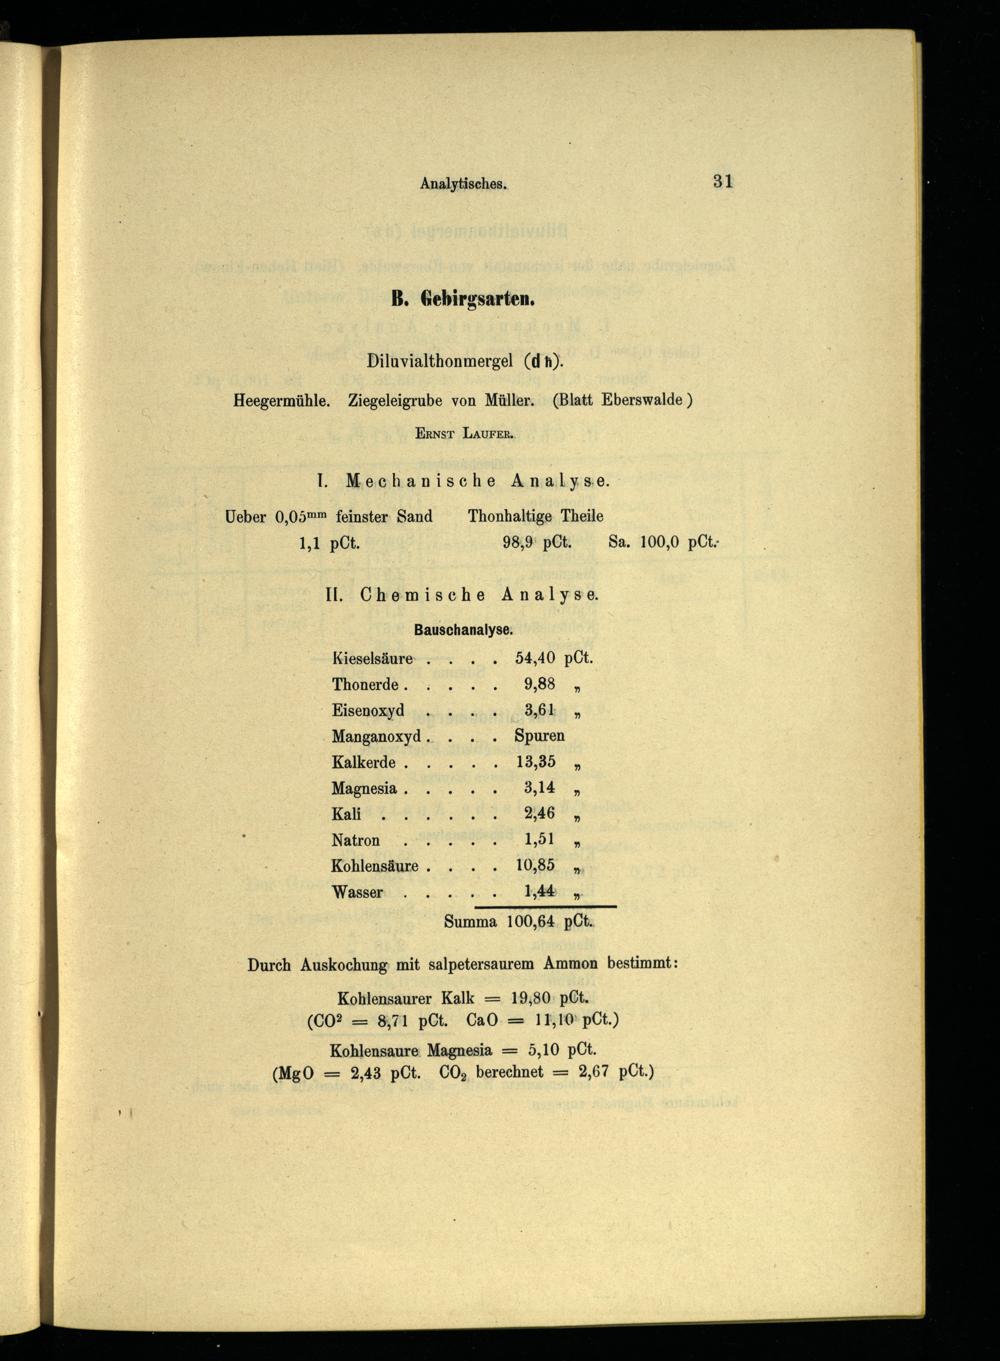 Analytisches. 31
B. Gebirgsarten.
Diluvialthonmergel (dh).
Heegermühle. Ziegeleigrube von Müller. (Blatt Eberswalde)
ERNST LAUFER.
I. Mechanische Analyse.
Ueber 0,05mm feinster Sand Thonhaltige Theile
1,1 pCt. 98,9 pCt. Sa. 100,0 pCt.
II. Chemische Analyse.
Bauschanalyse.
Kieselsäure . . . . 54,40 pCt.
Thonerde . . . . . 9,88 „
Eisenoxyd . . . . 3,61 „
Manganoxyd . . . . Spuren
Kalkerde . . . . . 13,35 „
Magnesia . . . . . 3,14 „
Kali . . . . . . 2,46 „
Natron . . . . . 1,51 „
Kohlensäure . . . . 10,85 „
Wasser . . . . . 1,44 „
Summa 100,64 pCt.
Durch Auskochung mit salpetersaurem Ammon bestimmt:
Kohlensaurer Kalk = 19,80 pCt.
(CO² = 8,71 pCt. CaO = 11,10 pCt.)
Kohlensaure Magnesia = 5,10 pCt.
(MgO = 2,43 pCt. CO₂ berechnet = 2,67 pCt.)